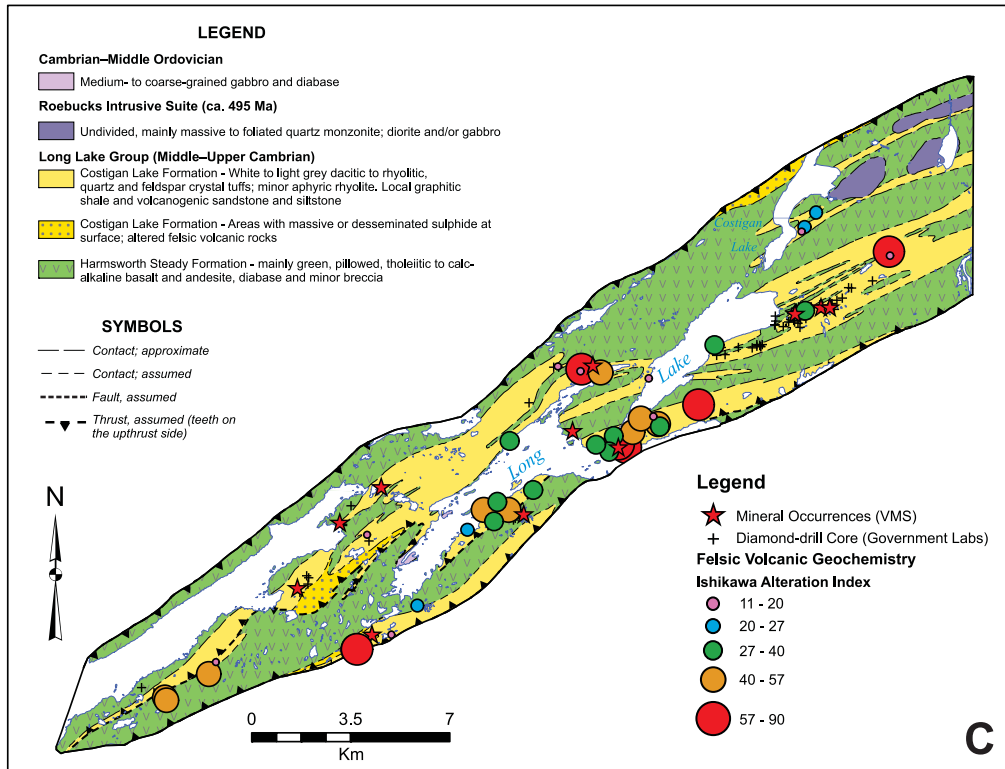 LEGEND
Cambrian–Middle Ordovician
Medium- to coarse-grained gabbro and diabase
Roebucks Intrusive Suite (ca. 495 Ma)
Undivided, mainly massive to foliated quartz monzonite; diorite and/or gabbro
Long Lake Group (Middle–Upper Cambrian)
Costigan Lake Formation - White to light grey dacitic to rhyolitic,
quartz and feldspar crystal tuffs; minor aphyric rhyolite. Local graphitic
shale and volcanogenic sandstone and siltstone
Costigan Lake Formation - Areas with massive or desseminated sulphide at
surface; altered felsic volcanic rocks
Harmsworth Steady Formation - mainly green, pillowed, tholeiitic to calc-
alkaline basalt and andesite, diabase and minor breccia
SYMBOLS
Contact; approximate
Contact; assumed
Fault, assumed
Thrust, assumed (teeth on
the upthrust side)
Costigan
Lake
Lake
Long
N
0 3.5 7
Km
Legend
Mineral Occurrences (VMS)
Diamond-drill Core (Government Labs)
Felsic Volcanic Geochemistry
Ishikawa Alteration Index
11 - 20
20 - 27
27 - 40
40 - 57
57 - 90
C